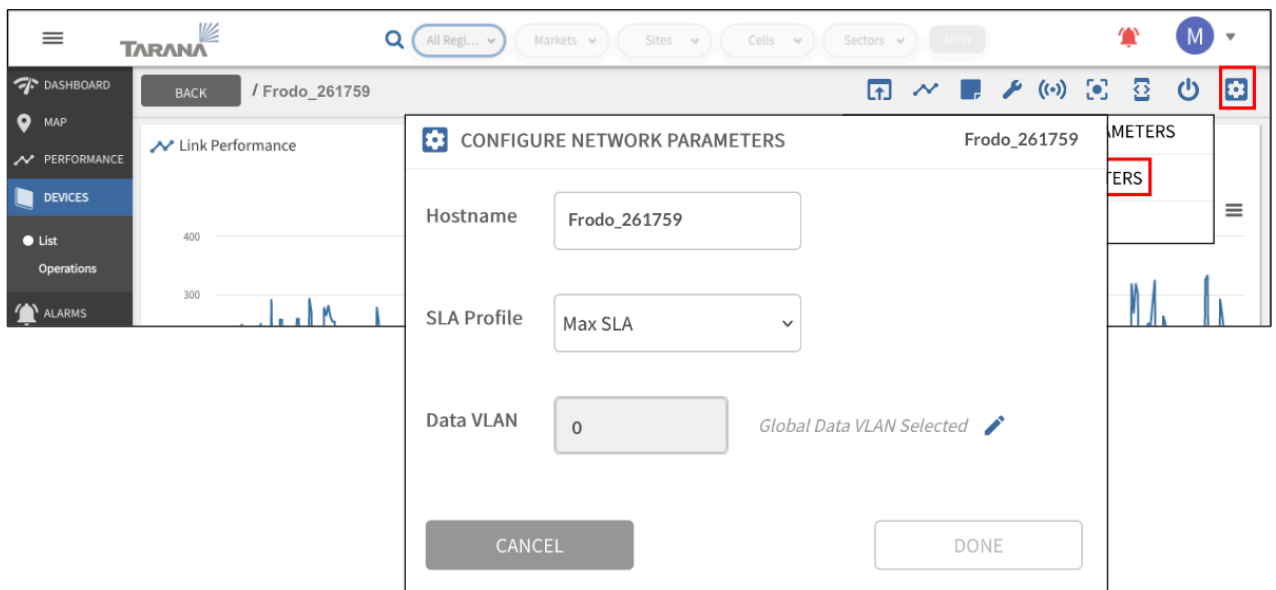 TARANA
All Regi...
Markets
Sites
Cells
Sectors
APPLY
M
DASHBOARD
MAP
PERFORMANCE
DEVICES
List
Operations
ALARMS
BACK
/ Frodo_261759
Link Performance
400
300
AMETERS
TERS
CONFIGURE NETWORK PARAMETERS
Frodo_261759
Hostname
Frodo_261759
SLA Profile
Max SLA
Data VLAN
0
Global Data VLAN Selected
CANCEL
DONE